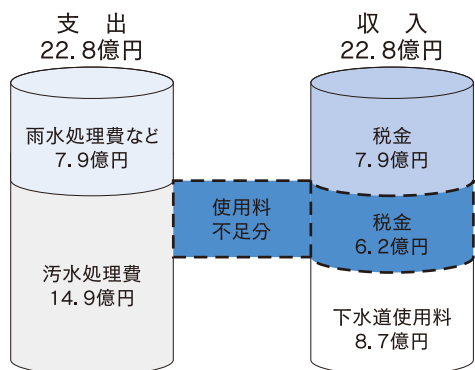 支出
22.8億円
雨水処理費など
7.9億円
汚水処理費
14.9億円
使用料
不足分
収入
22.8億円
税金
7.9億円
税金
6.2億円
下水道使用料
8.7億円